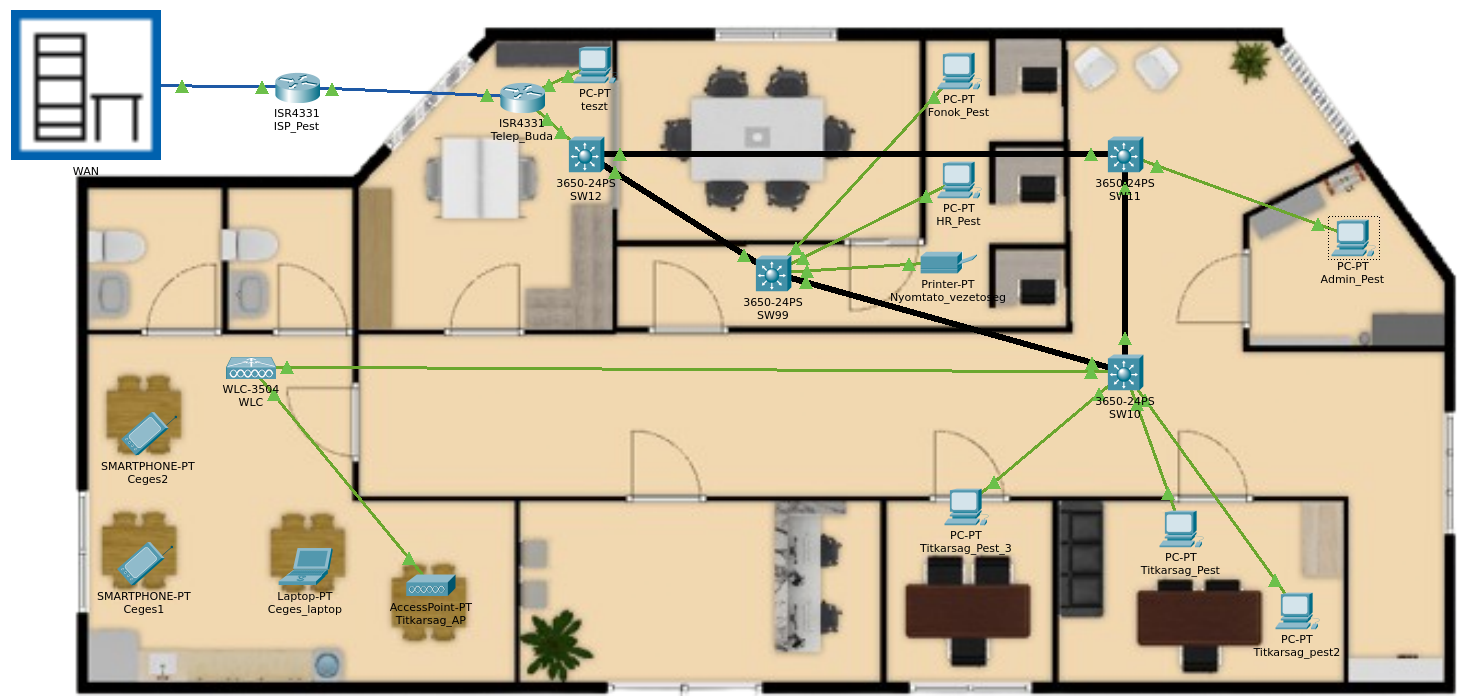 WAN
ISR4331
ISP_Pest
ISR4331
Telep_Buda
PC-PT
teszt
3650-24PS
SW12
PC-PT
Fonok_Pest
PC-PT
HR_Pest
3650-24PS
SW11
PC-PT
Admin_Pest
3650-24PS
SW99
Printer-PT
Nyomtato_vezetoseg
WLC-3504
WLC
3650-24PS
SW10
SMARTPHONE-PT
Ceges2
SMARTPHONE-PT
Ceges1
Laptop-PT
Ceges_laptop
AccessPoint-PT
Titkarsag_AP
PC-PT
Titkarsag_Pest_3
PC-PT
Titkarsag_Pest
PC-PT
Titkarsag_pest2